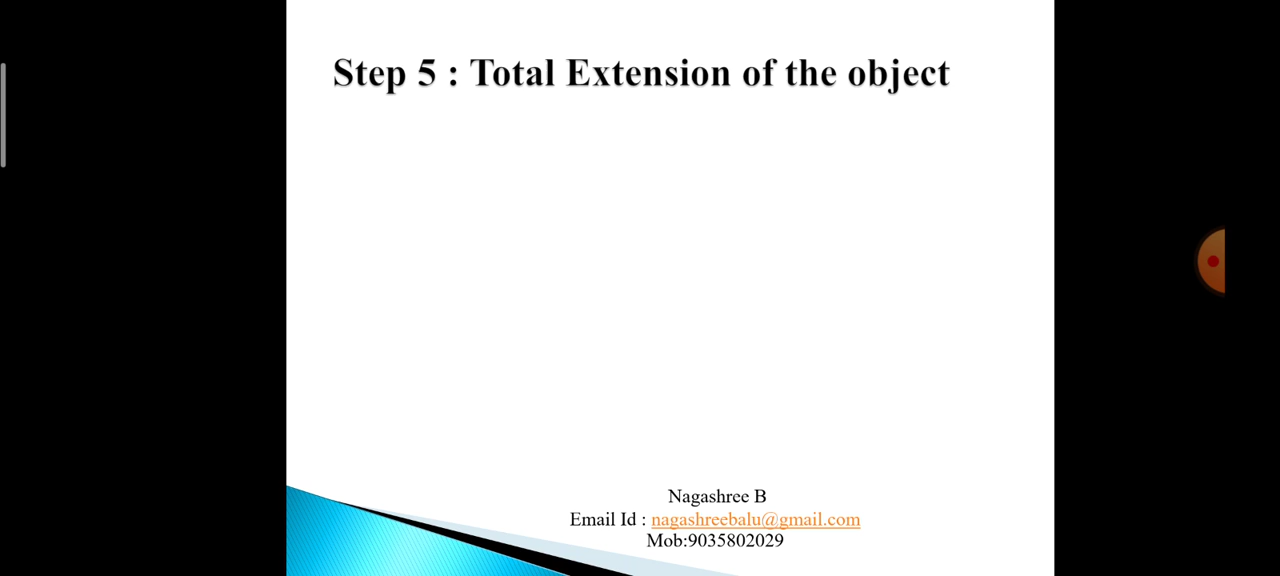 Step 5 : Total Extension of the object
Nagashree B
Email Id : nagashreebalu@gmail.com
Mob:9035802029